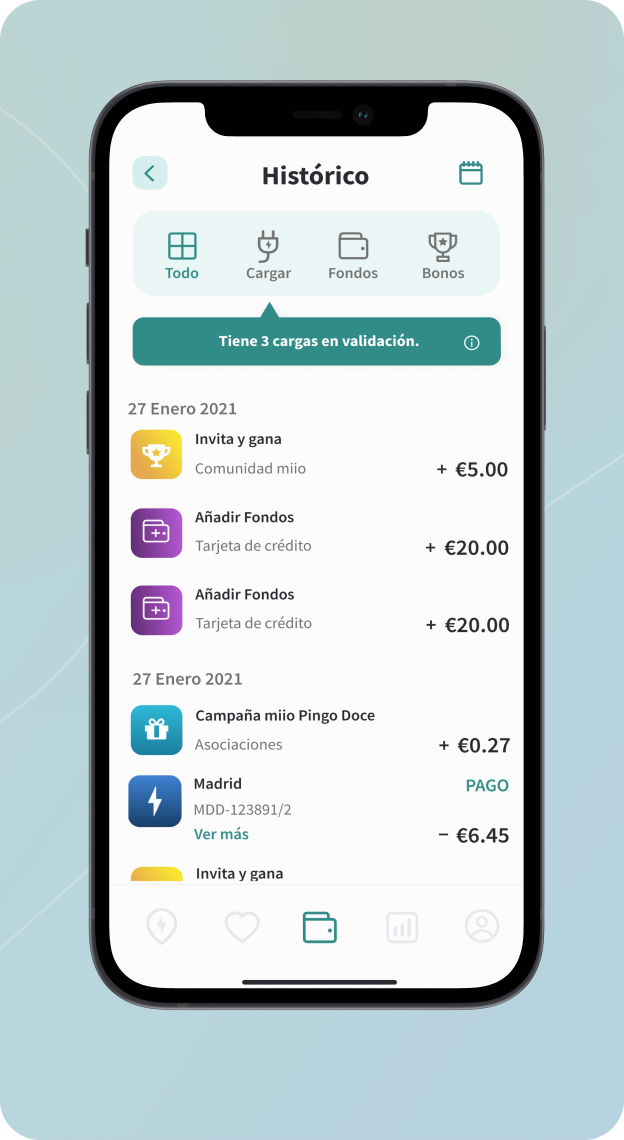 Histórico
Todo Cargar Fondos Bonos
Tiene 3 cargas en validación.
27 Enero 2021
Invita y gana
Comunidad miio + €5.00
Añadir Fondos
Tarjeta de crédito + €20.00
Añadir Fondos
Tarjeta de crédito + €20.00
27 Enero 2021
Campaña miio Pingo Doce
Asociaciones + €0.27
Madrid PAGO
MDD-123891/2
Ver más − €6.45
Invita y gana